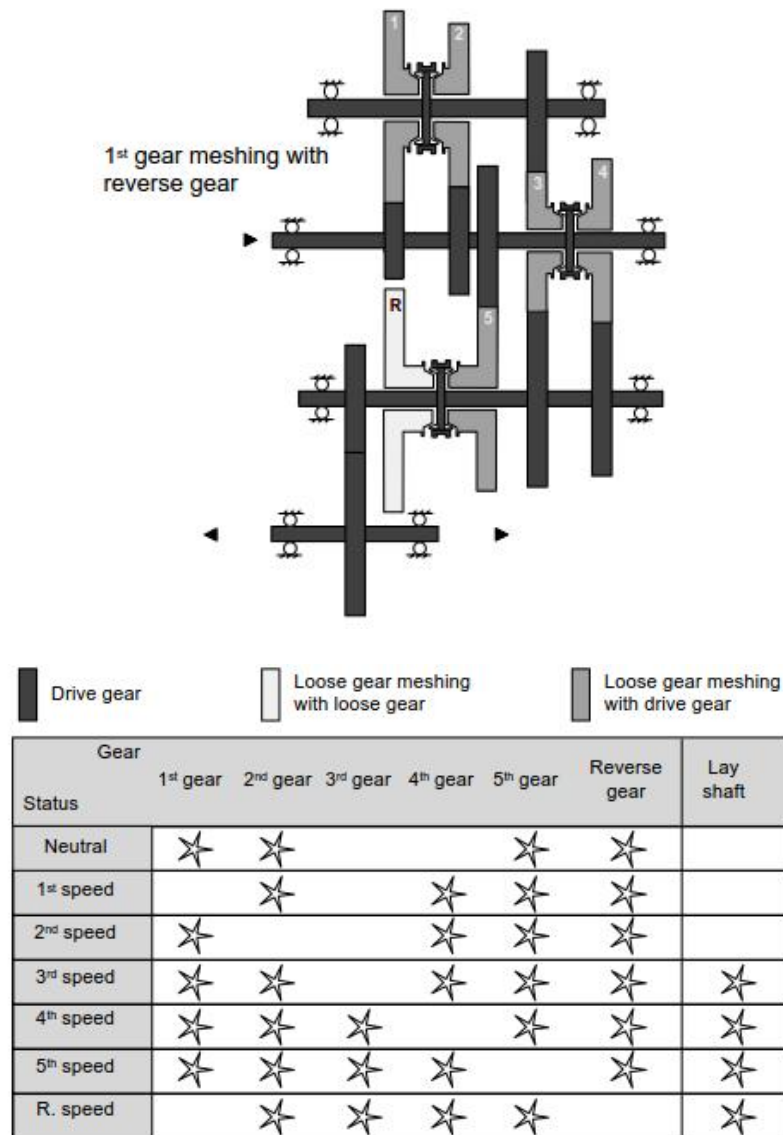 1
2
1st gear meshing with
reverse gear
3
4
R
5
Drive gear
Loose gear meshing
with loose gear
Loose gear meshing
with drive gear
Gear
Status
1st gear 2nd gear 3rd gear 4th gear 5th gear Reverse gear Lay shaft
Neutral
1st speed
2nd speed
3rd speed
4th speed
5th speed
R. speed